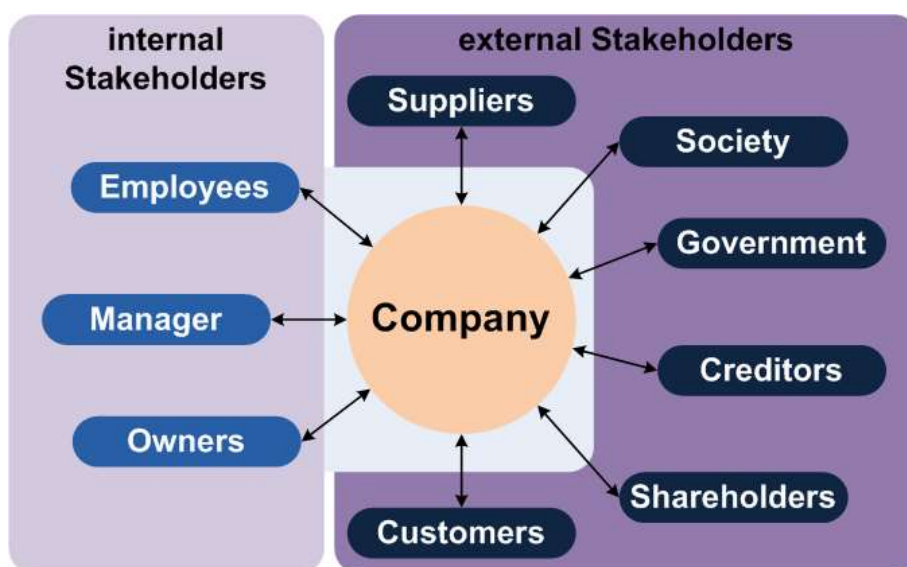 internal
Stakeholders
external Stakeholders
Suppliers
Society
Employees
Government
Manager
Company
Creditors
Owners
Shareholders
Customers